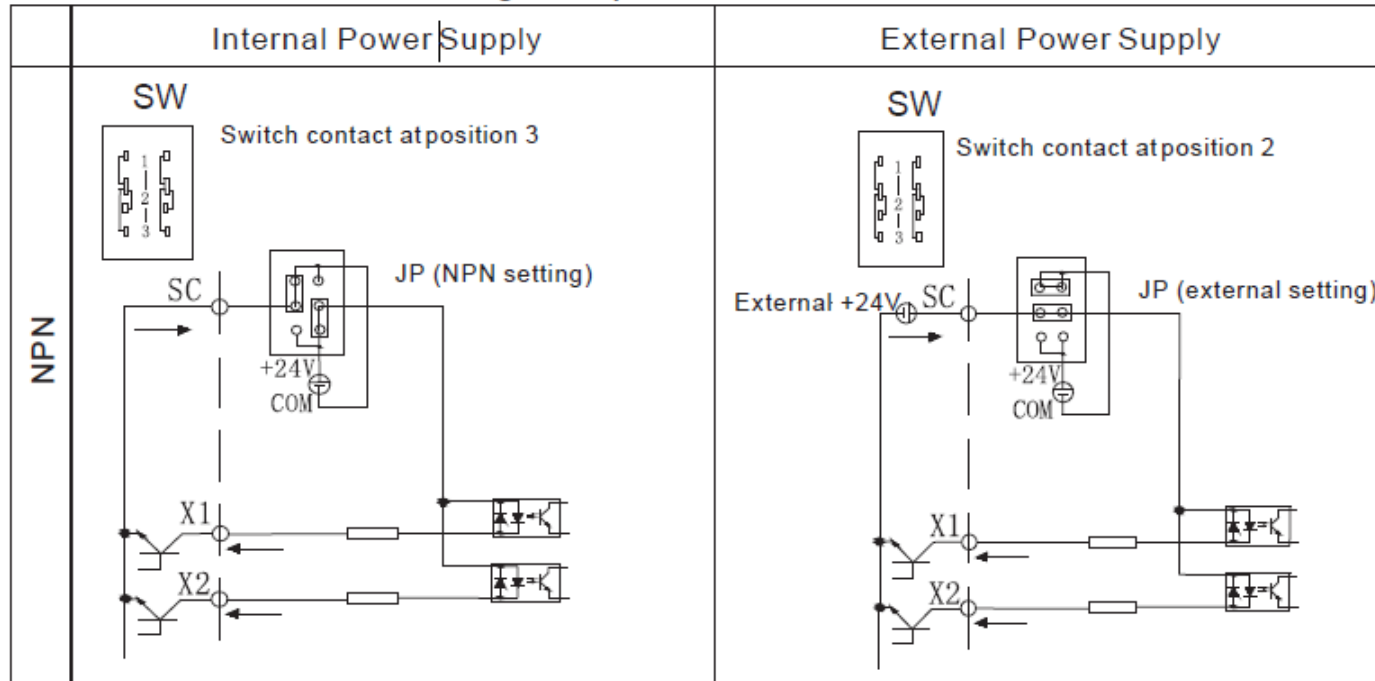 Internal Power Supply
External Power Supply
NPN
SW
Switch contact at position 3
1
2
3
JP (NPN setting)
SC
+24V
COM
X1
X2
SW
Switch contact at position 2
1
2
3
JP (external setting)
External +24V
SC
+24V
COM
X1
X2